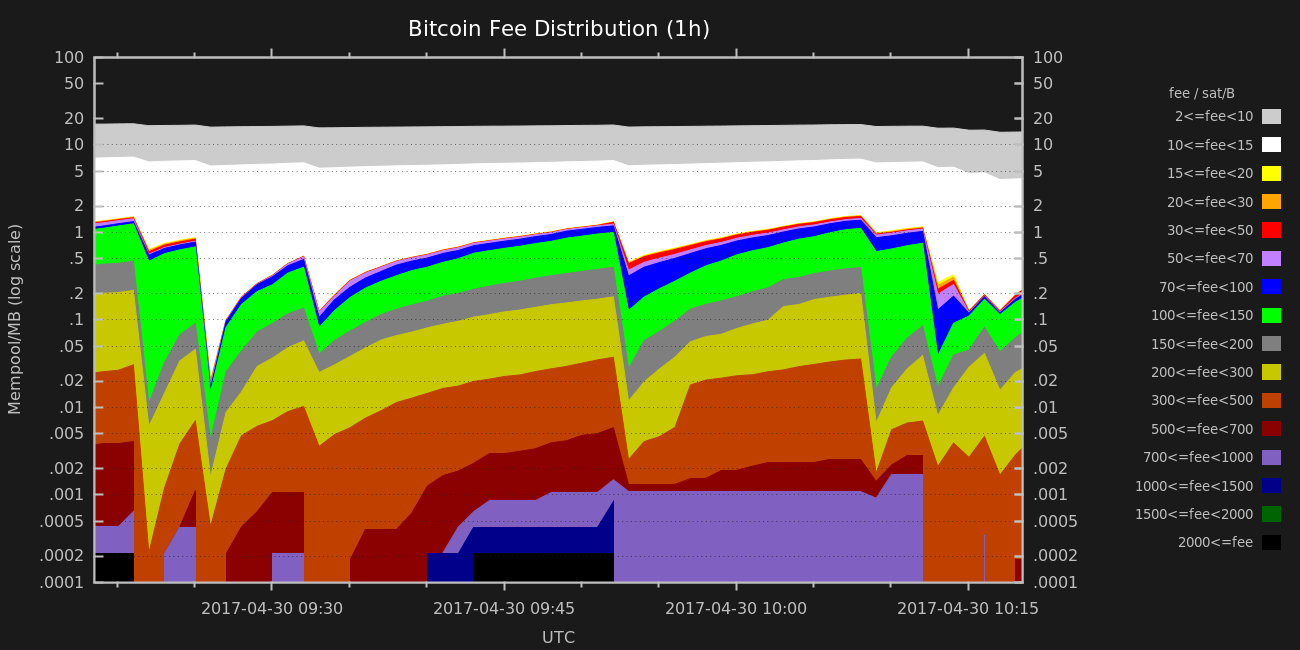 Bitcoin Fee Distribution (1h)
Mempool/MB (log scale)
100
50
20
10
5
2
1
.5
.2
.1
.05
.02
.01
.005
.002
.001
.0005
.0002
.0001
100
50
20
10
5
2
1
.5
.2
.1
.05
.02
.01
.005
.002
.001
.0005
.0002
.0001
2017-04-30 09:30
2017-04-30 09:45
2017-04-30 10:00
2017-04-30 10:15
UTC
fee / sat/B
2<=fee<10
10<=fee<15
15<=fee<20
20<=fee<30
30<=fee<50
50<=fee<70
70<=fee<100
100<=fee<150
150<=fee<200
200<=fee<300
300<=fee<500
500<=fee<700
700<=fee<1000
1000<=fee<1500
1500<=fee<2000
2000<=fee